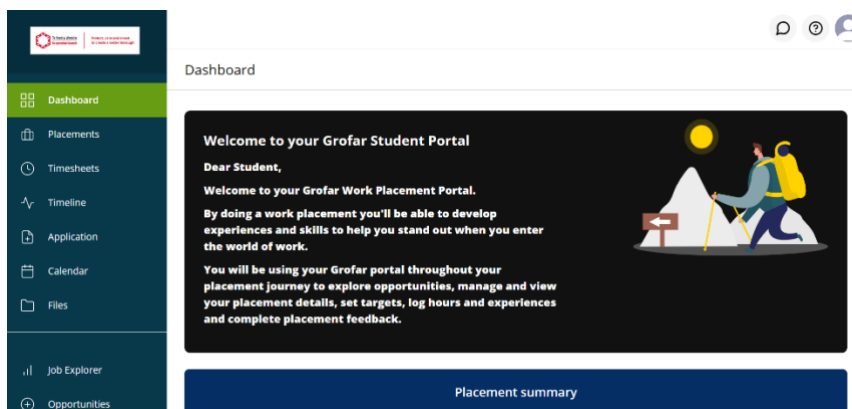 Dashboard
Dashboard
Placements
Timesheets
Timeline
Application
Calendar
Files
Job Explorer
Opportunities
Welcome to your Grofar Student Portal
Dear Student,
Welcome to your Grofar Work Placement Portal.
By doing a work placement you'll be able to develop
experiences and skills to help you stand out when you enter
the world of work.
You will be using your Grofar portal throughout your
placement journey to explore opportunities, manage and view
your placement details, set targets, log hours and experiences
and complete placement feedback.
Placement summary